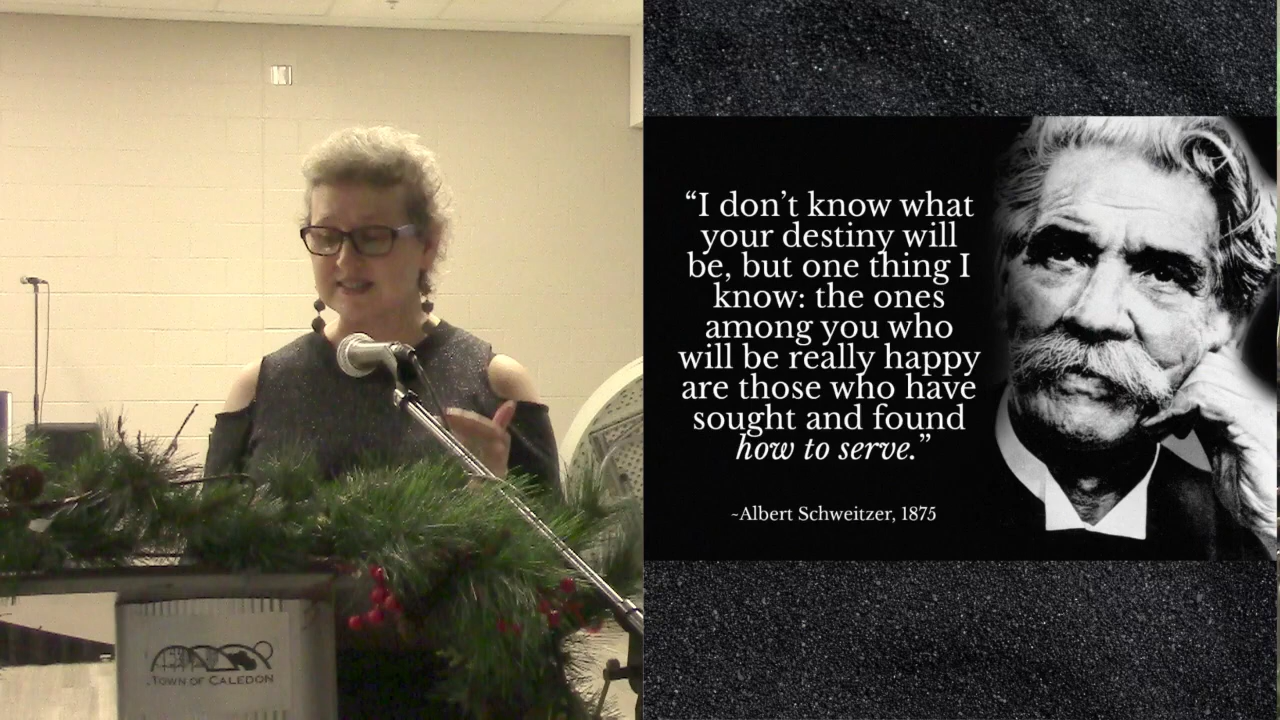 “I don’t know what
your destiny will
be, but one thing I
know: the ones
among you who
will be really happy
are those who have
sought and found
how to serve.”
~Albert Schweitzer, 1875
TOWN OF CALEDON